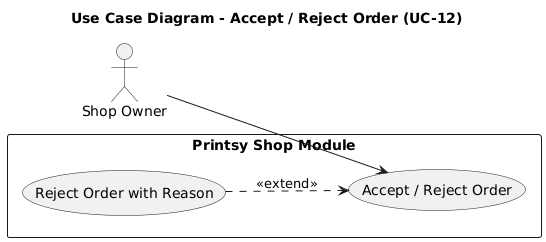 Use Case Diagram - Accept / Reject Order (UC-12)
Shop Owner
Printsy Shop Module
Reject Order with Reason
«extend»
Accept / Reject Order